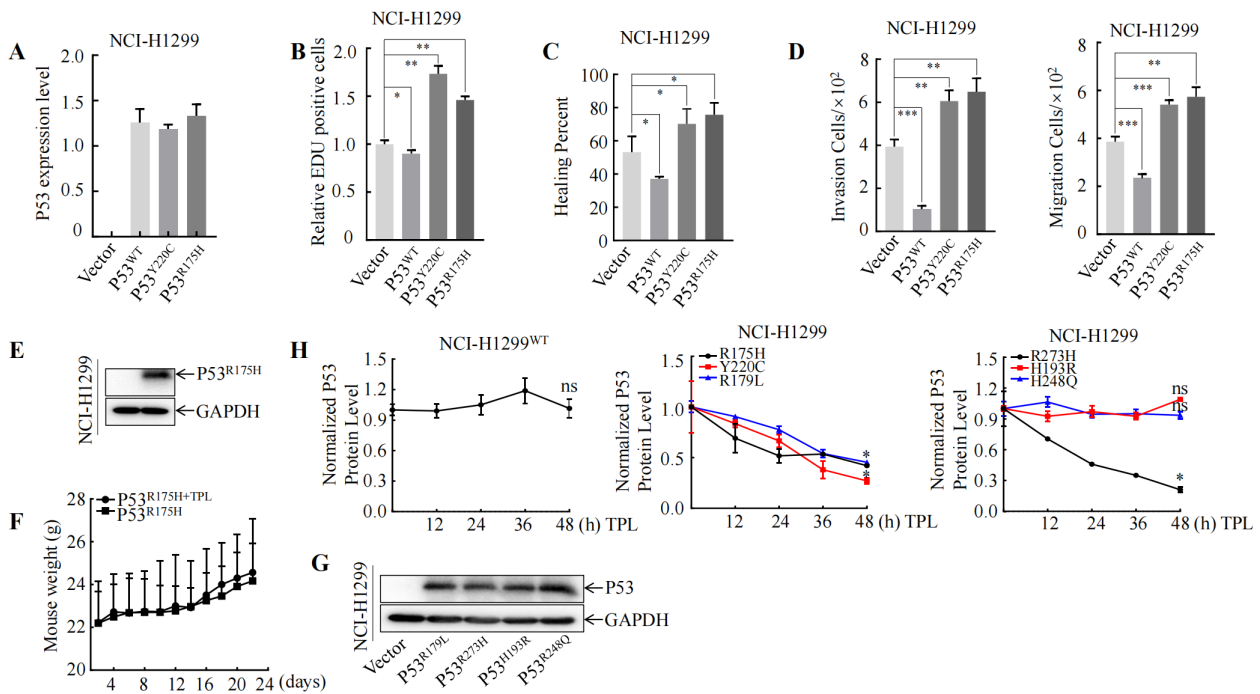 A
NCI-H1299
P53 expression level
2.0
1.5
1.0
0.5
0
Vector
P53WT
P53Y220C
P53R175H
B
NCI-H1299
Relative EDU positive cells
2.0
1.5
1.0
0.5
0.0
**
**
*
Vector
P53WT
P53Y220C
P53R175H
C
NCI-H1299
Healing Percent
100
80
60
40
20
0
*
*
*
Vector
P53WT
P53Y220C
P53R175H
D
NCI-H1299
Invasion Cells/×10²
8
6
4
2
0
**
**
***
Vector
P53WT
P53Y220C
P53R175H
NCI-H1299
Migration Cells/×10²
8
6
4
2
0
**
***
***
Vector
P53WT
P53Y220C
P53R175H
E
NCI-H1299
P53R175H
GAPDH
H
NCI-H1299WT
Normalized P53
Protein Level
1.5
1.2
0.9
0.6
0.3
0.0
ns
12 24 36 48 (h) TPL
NCI-H1299
R175H
Y220C
R179L
Normalized P53
Protein Level
1.5
1.0
0.5
0.0
*
*
12 24 36 48 (h) TPL
NCI-H1299
R273H
H193R
H248Q
Normalized P53
Protein Level
1.5
1.2
0.9
0.6
0.3
0.0
ns
ns
*
12 24 36 48 (h) TPL
F
P53R175H+TPL
P53R175H
Mouse weight (g)
28
26
24
22
20
4 8 12 16 20 24 (days)
G
NCI-H1299
P53
GAPDH
Vector
P53R179L
P53R273H
P53H193R
P53R248Q